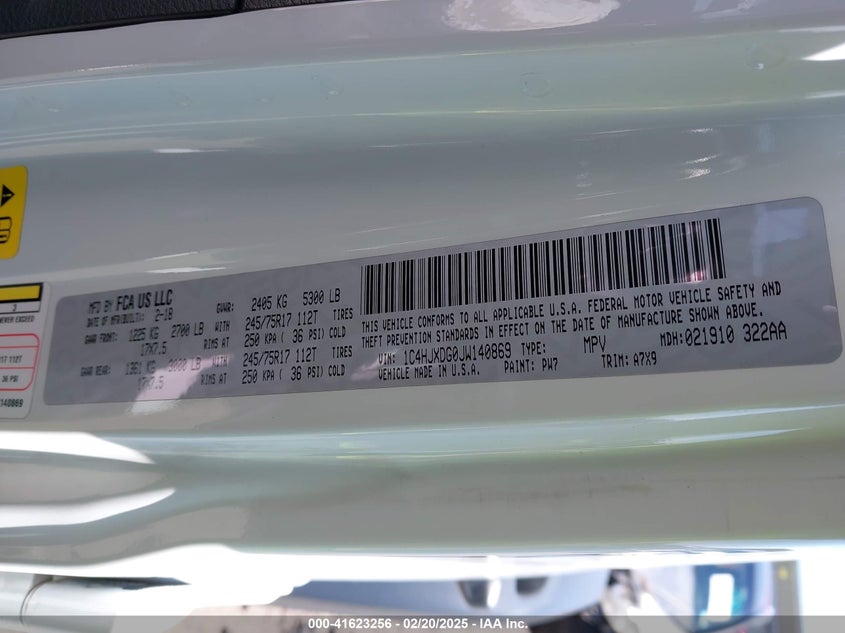 MFD BY FCA US LLC
DATE OF MFR(BUILT): 2-18 GVWR: 2405 KG 5300 LB
GAWR FRONT: 1225 KG 2700 LB WITH 245/75R17 112T TIRES
17X7.5 RIMS AT 250 KPA ( 36 PSI) COLD
GAWR REAR: 1361 KG 3000 LB WITH 245/75R17 112T TIRES
17X7.5 RIMS AT 250 KPA ( 36 PSI) COLD
THIS VEHICLE CONFORMS TO ALL APPLICABLE U.S.A. FEDERAL MOTOR VEHICLE SAFETY AND
THEFT PREVENTION STANDARDS IN EFFECT ON THE DATE OF MANUFACTURE SHOWN ABOVE.
VIN: 1C4HJXDG0JW140869 TYPE: MPV MDH: 021910 322AA
VEHICLE MADE IN U.S.A. PAINT: PW7 TRIM: A7X9
3
112T
36 PSI
140869
000-41623256 - 02/20/2025 - IAA Inc.